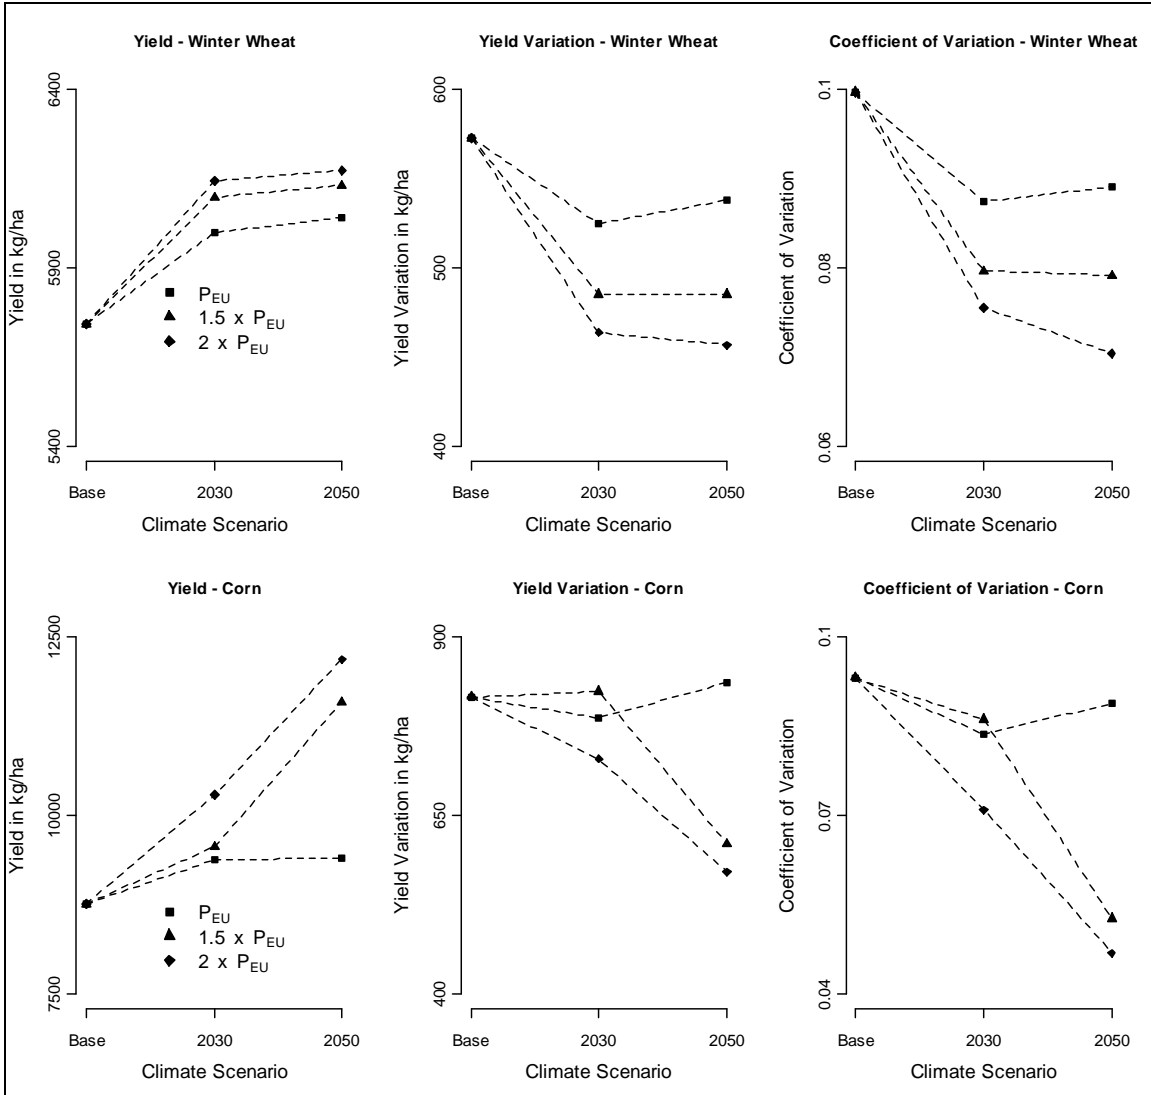 Yield - Winter Wheat
Yield in kg/ha
6400
5900
5400
P_EU
1.5 x P_EU
2 x P_EU
Base 2030 2050
Climate Scenario
Yield Variation - Winter Wheat
Yield Variation in kg/ha
600
500
400
Base 2030 2050
Climate Scenario
Coefficient of Variation - Winter Wheat
Coefficient of Variation
0.1
0.08
0.06
Base 2030 2050
Climate Scenario
Yield - Corn
Yield in kg/ha
12500
10000
7500
P_EU
1.5 x P_EU
2 x P_EU
Base 2030 2050
Climate Scenario
Yield Variation - Corn
Yield Variation in kg/ha
900
650
400
Base 2030 2050
Climate Scenario
Coefficient of Variation - Corn
Coefficient of Variation
0.1
0.07
0.04
Base 2030 2050
Climate Scenario